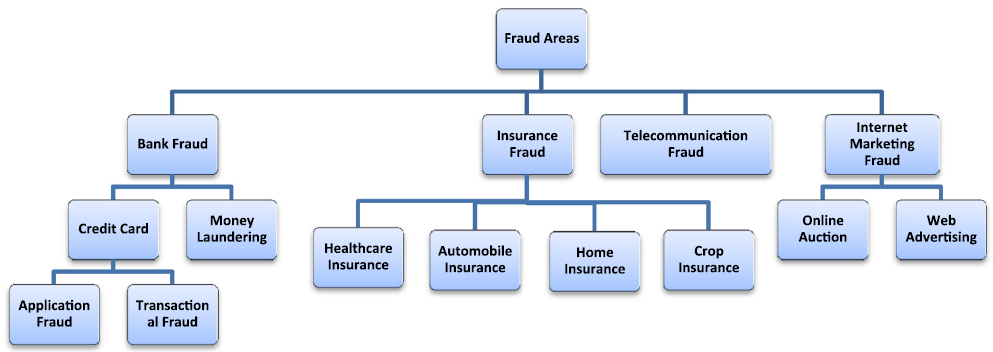 Fraud Areas
Bank Fraud
Insurance
Fraud
Telecommunication
Fraud
Internet
Marketing
Fraud
Credit Card
Money
Laundering
Healthcare
Insurance
Automobile
Insurance
Home
Insurance
Crop
Insurance
Online
Auction
Web
Advertising
Application
Fraud
Transaction
al Fraud